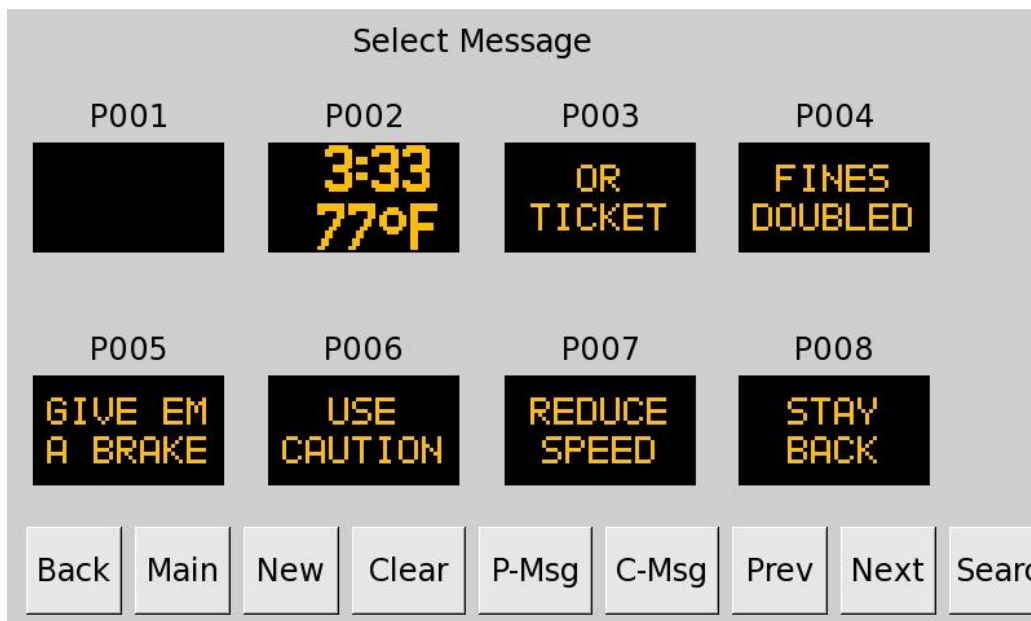 Select Message
P001 P002 P003 P004
3:33
77°F
OR
TICKET
FINES
DOUBLED
P005 P006 P007 P008
GIVE EM
A BRAKE
USE
CAUTION
REDUCE
SPEED
STAY
BACK
Back Main New Clear P-Msg C-Msg Prev Next